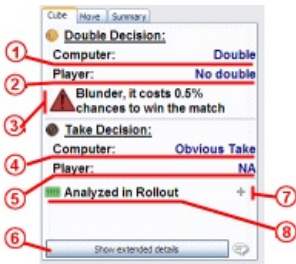 Cube Move Summary
Double Decision:
1 Computer: Double
2 Player: No double
3 Blunder, it costs 0.5%
chances to win the match
Take Decision:
4 Computer: Obvious Take
5 Player: NA
Analyzed in Rollout + 7
8
6 Show extended details